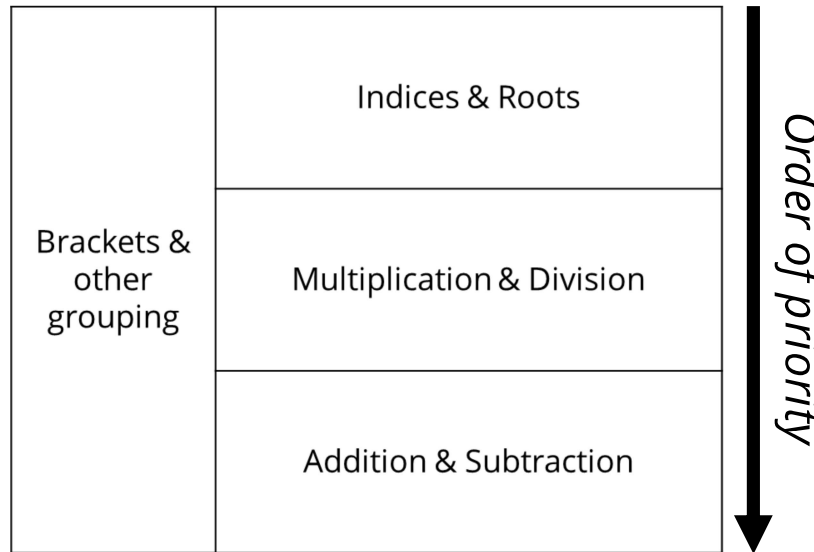 Brackets &
other
grouping
Indices & Roots
Multiplication & Division
Addition & Subtraction
Order of priority